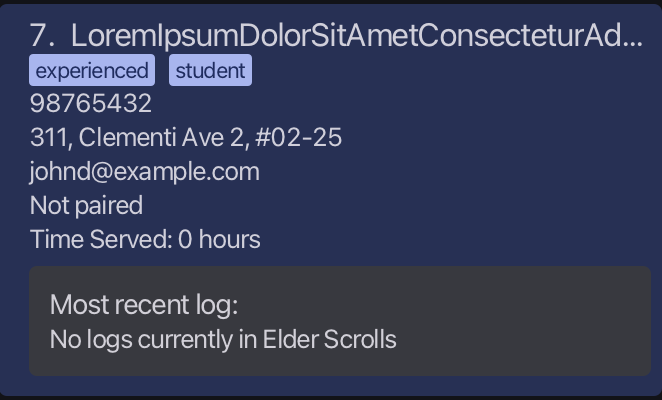 7. LoremIpsumDolorSitAmetConsecteturAd...
experienced student
98765432
311, Clementi Ave 2, #02-25
johnd@example.com
Not paired
Time Served: 0 hours
Most recent log:
No logs currently in Elder Scrolls